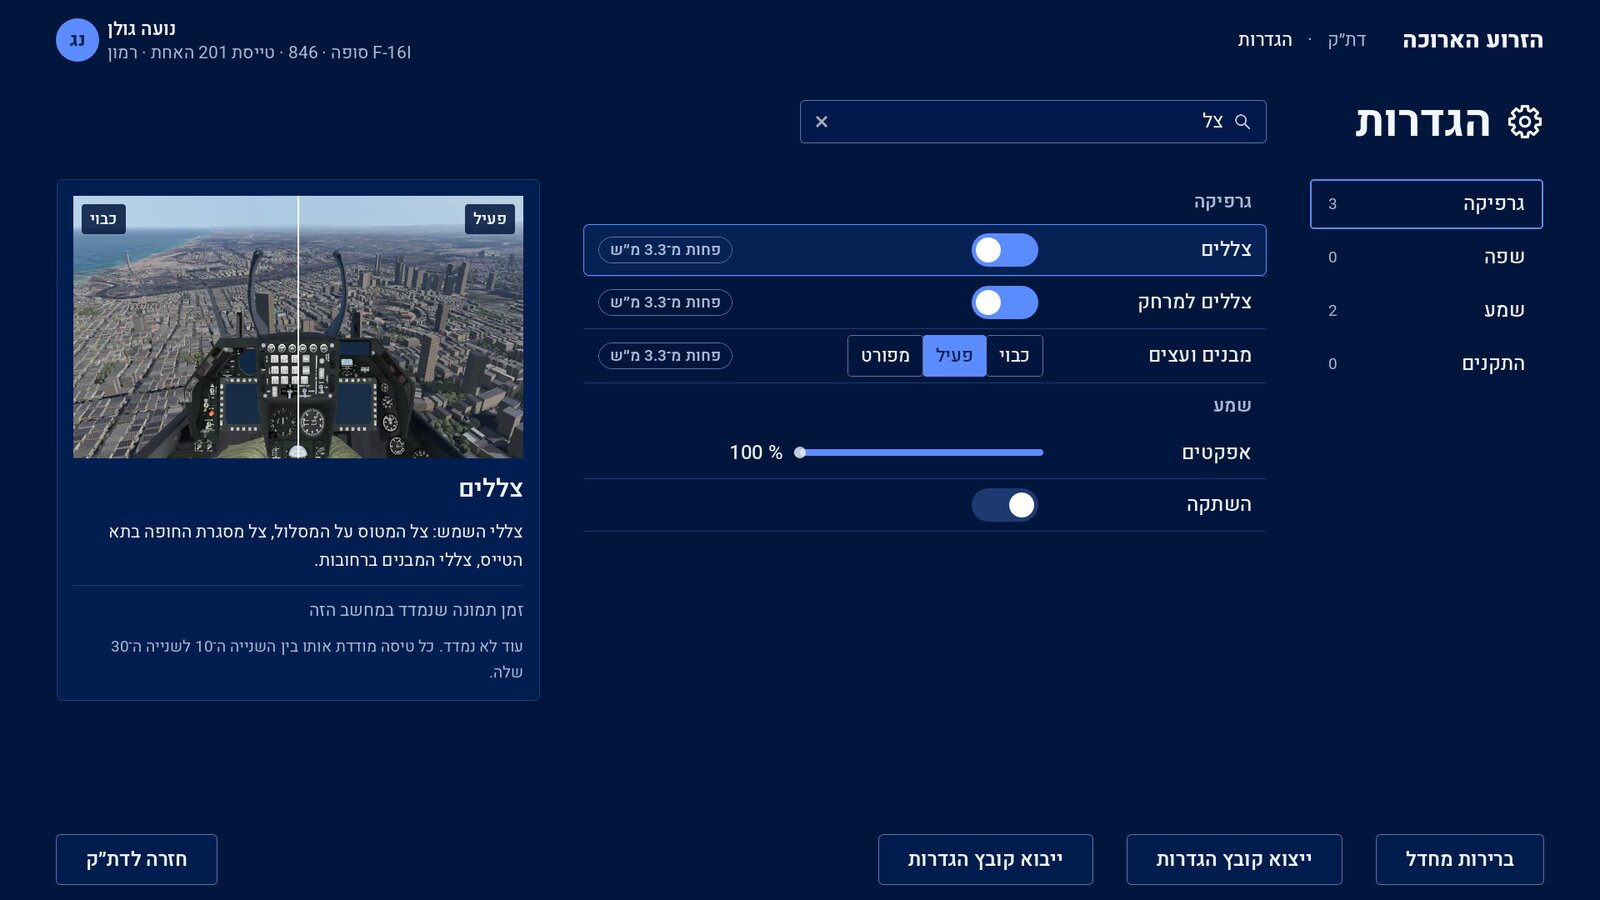 הזרוע הארוכה
דת״ק · הגדרות
נועה גולן
F-16I סופה · 846 · טייסת 201 האחת · רמון
נג
הגדרות
צל
גרפיקה 3
שפה 0
שמע 2
התקנים 0
גרפיקה
צללים פחות מ־3.3 מ״ש
צללים למרחק פחות מ־3.3 מ״ש
מבנים ועצים כבוי פעיל מפורט פחות מ־3.3 מ״ש
שמע
אפקטים 100 %
השתקה
פעיל כבוי
צללים
צללי השמש: צל המטוס על המסלול, צל מסגרת החופה בתא
הטייס, צללי המבנים ברחובות.
זמן תמונה שנמדד במחשב הזה
עוד לא נמדד. כל טיסה מודדת אותו בין השנייה ה־10 לשנייה ה־30
שלה.
ברירות מחדל
ייצוא קובץ הגדרות
ייבוא קובץ הגדרות
חזרה לדת״ק